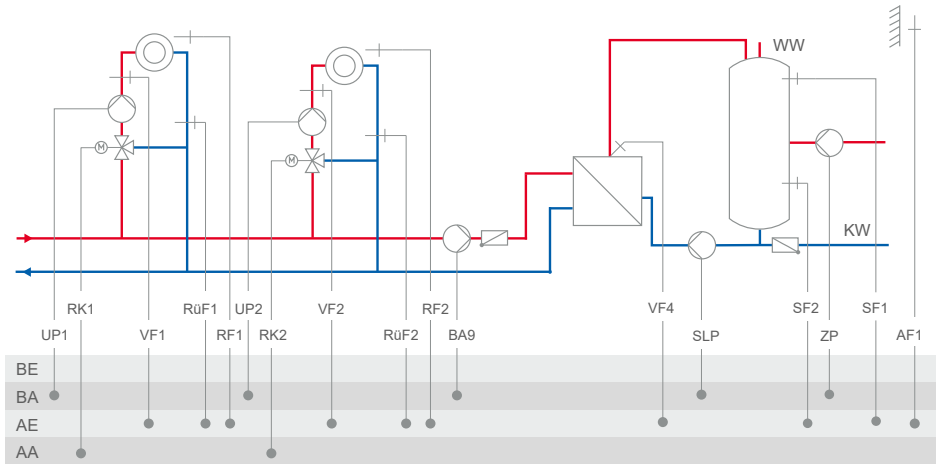 WW
M
M
KW
RK1 RüF1 UP2 VF2 RF2 VF4 SF2 SF1
UP1 VF1 RF1 RK2 RüF2 BA9 SLP ZP AF1
BE
BA
AE
AA